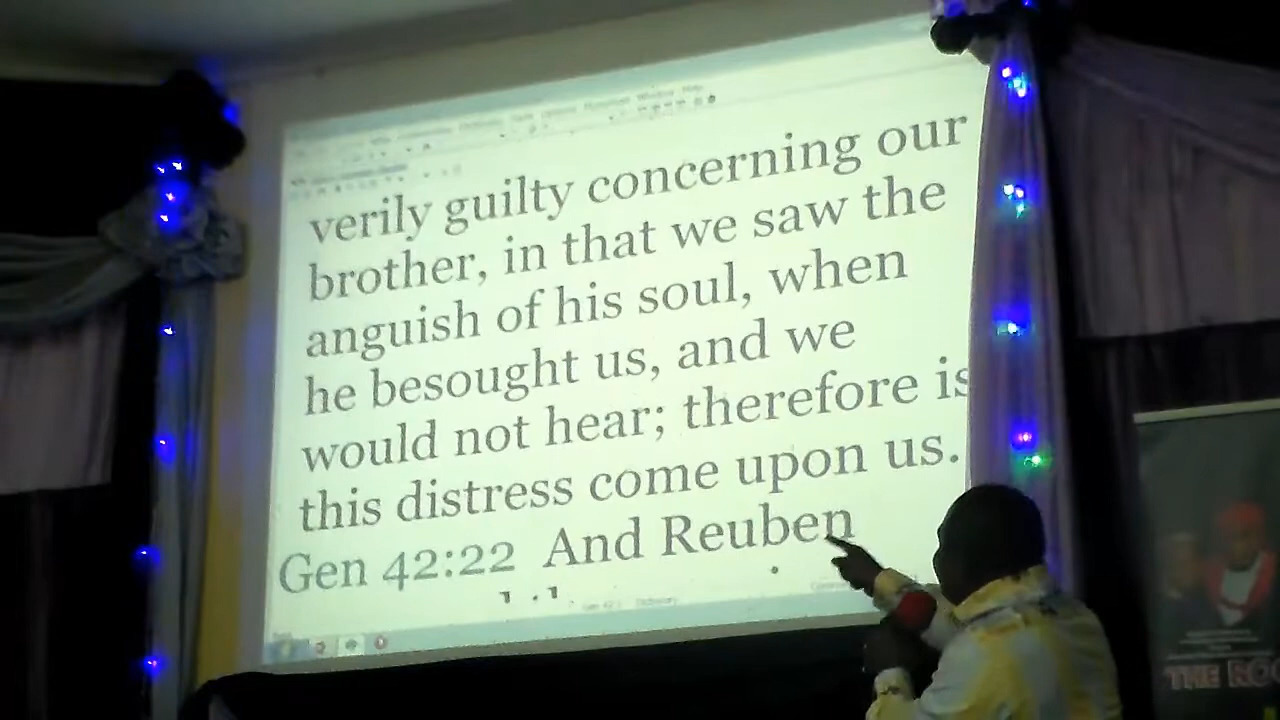 verily guilty concerning our
brother, in that we saw the
anguish of his soul, when
he besought us, and we
would not hear; therefore is
this distress come upon us.
Gen 42:22 And Reuben
THE